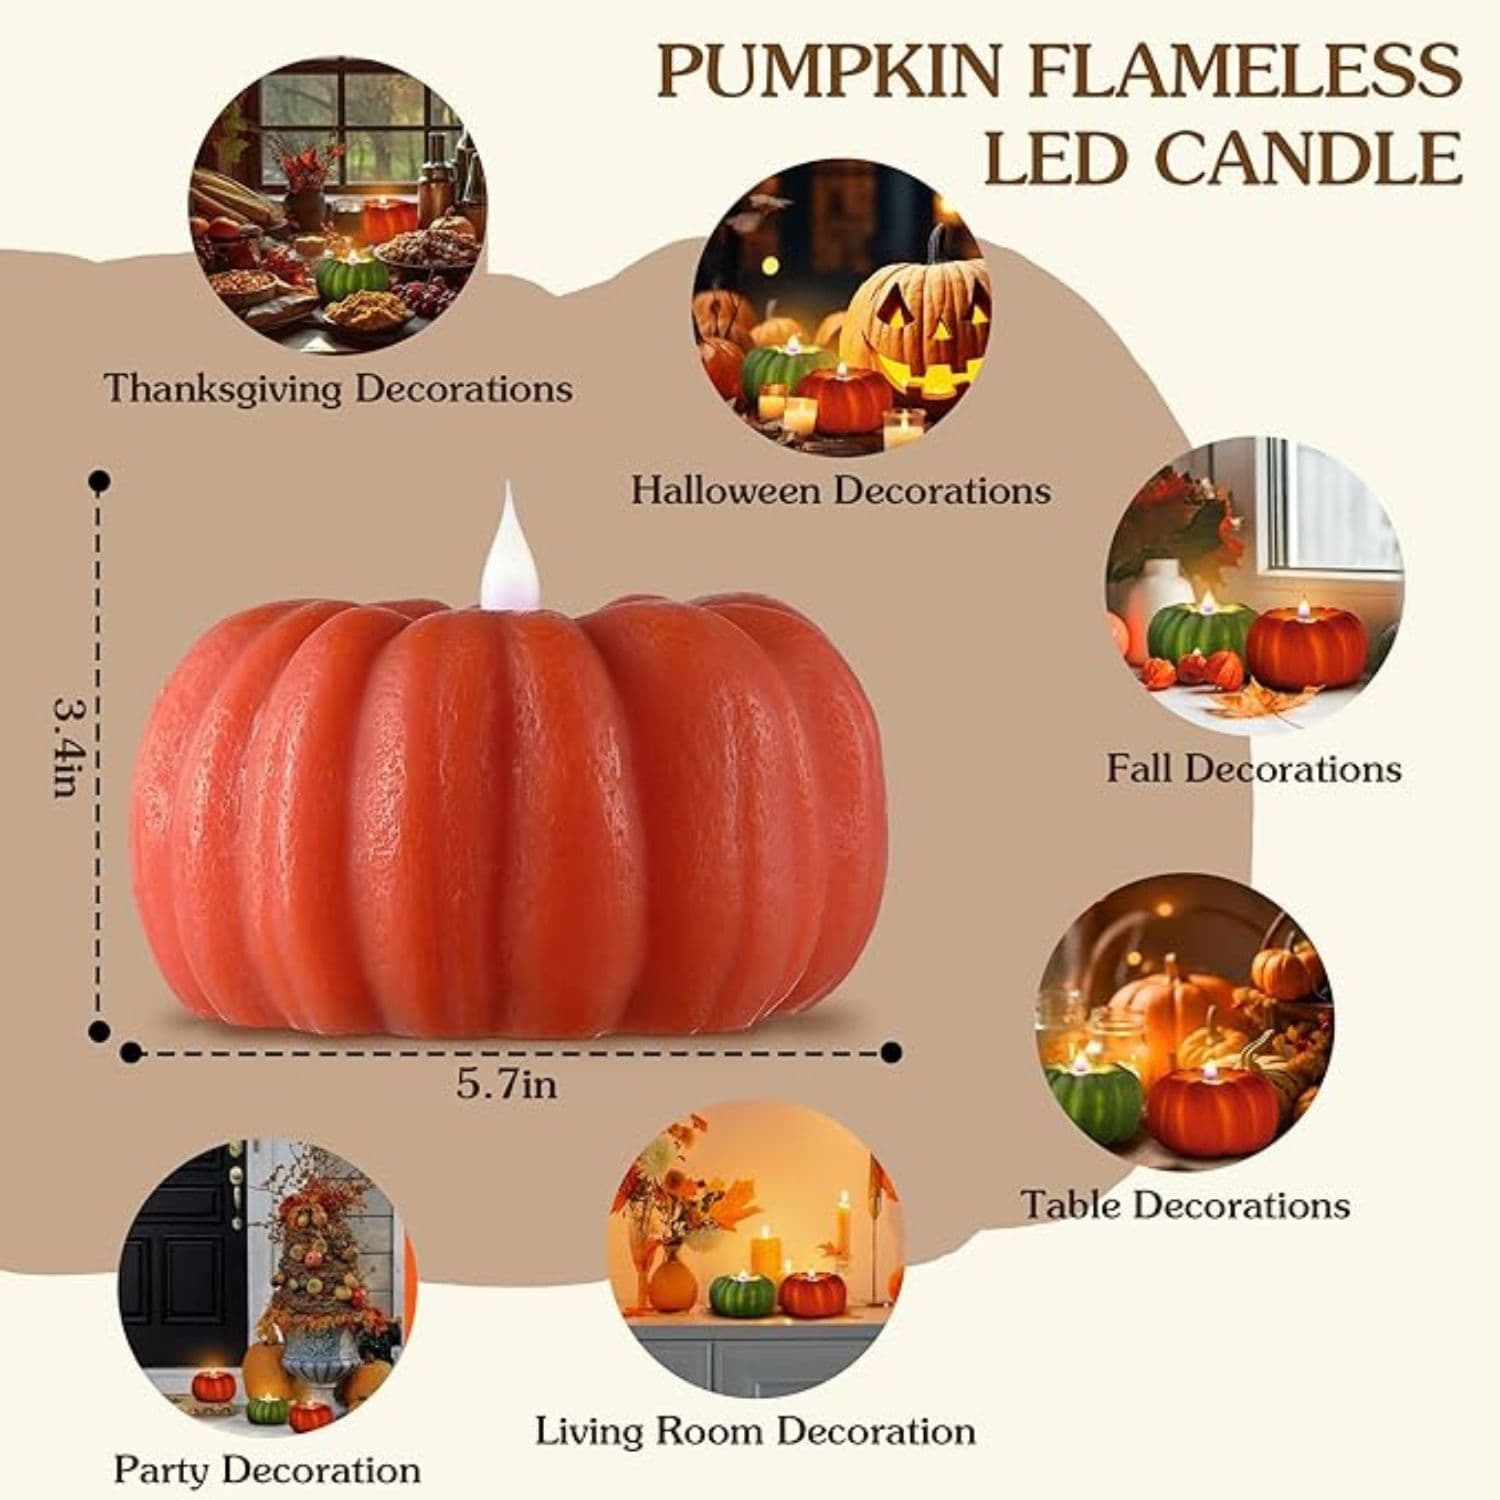 PUMPKIN FLAMELESS
LED CANDLE
Thanksgiving Decorations
Halloween Decorations
Fall Decorations
3.4in
5.7in
Table Decorations
Living Room Decoration
Party Decoration